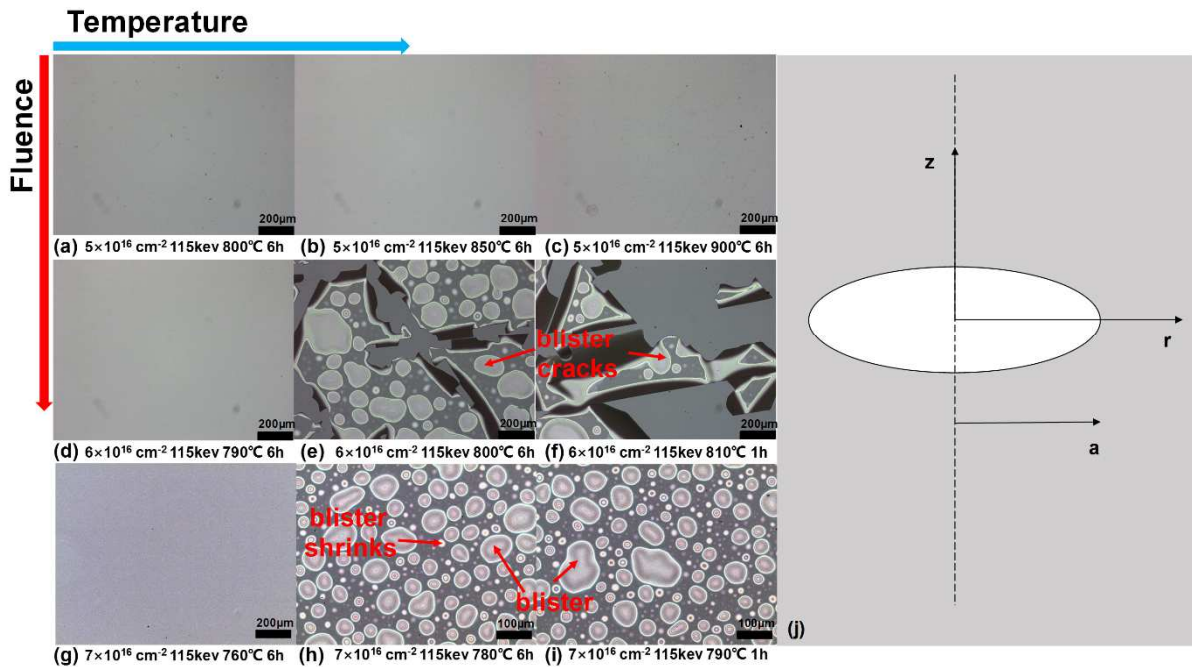 Temperature
Fluence
200μm
200μm
200μm
(a) 5×10¹⁶ cm⁻² 115kev 800℃ 6h
(b) 5×10¹⁶ cm⁻² 115kev 850℃ 6h
(c) 5×10¹⁶ cm⁻² 115kev 900℃ 6h
blister
cracks
200μm
200μm
200μm
(d) 6×10¹⁶ cm⁻² 115kev 790℃ 6h
(e) 6×10¹⁶ cm⁻² 115kev 800℃ 6h
(f) 6×10¹⁶ cm⁻² 115kev 810℃ 1h
blister
shrinks
blister
200μm
100μm
100μm
(g) 7×10¹⁶ cm⁻² 115kev 760℃ 6h
(h) 7×10¹⁶ cm⁻² 115kev 780℃ 6h
(i) 7×10¹⁶ cm⁻² 115kev 790℃ 1h
z
r
a
(j)